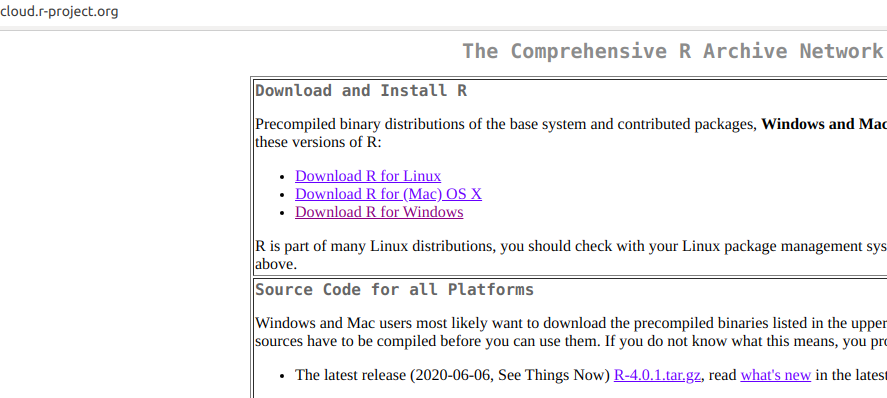 cloud.r-project.org
The Comprehensive R Archive Network
Download and Install R
Precompiled binary distributions of the base system and contributed packages, Windows and Mac
these versions of R:
• Download R for Linux
• Download R for (Mac) OS X
• Download R for Windows
R is part of many Linux distributions, you should check with your Linux package management sys
above.
Source Code for all Platforms
Windows and Mac users most likely want to download the precompiled binaries listed in the upper
sources have to be compiled before you can use them. If you do not know what this means, you pro
• The latest release (2020-06-06, See Things Now) R-4.0.1.tar.gz, read what's new in the latest